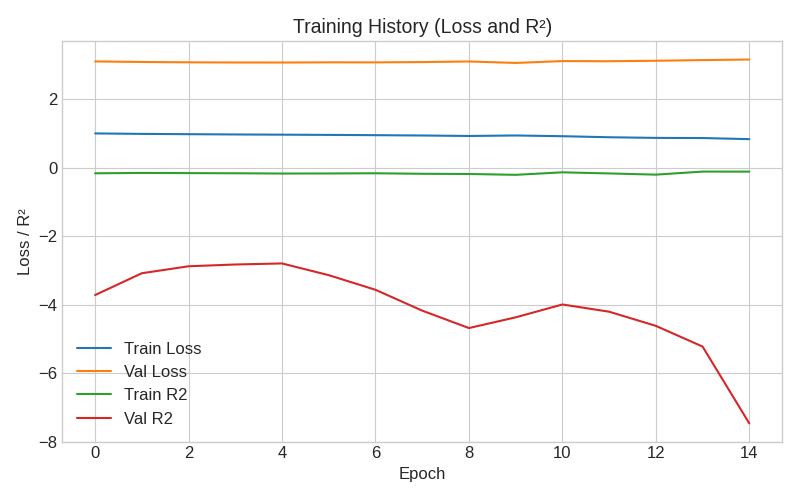 Training History (Loss and R²)
Loss / R²
2
0
−2
−4
−6
−8
Train Loss
Val Loss
Train R2
Val R2
0 2 4 6 8 10 12 14
Epoch